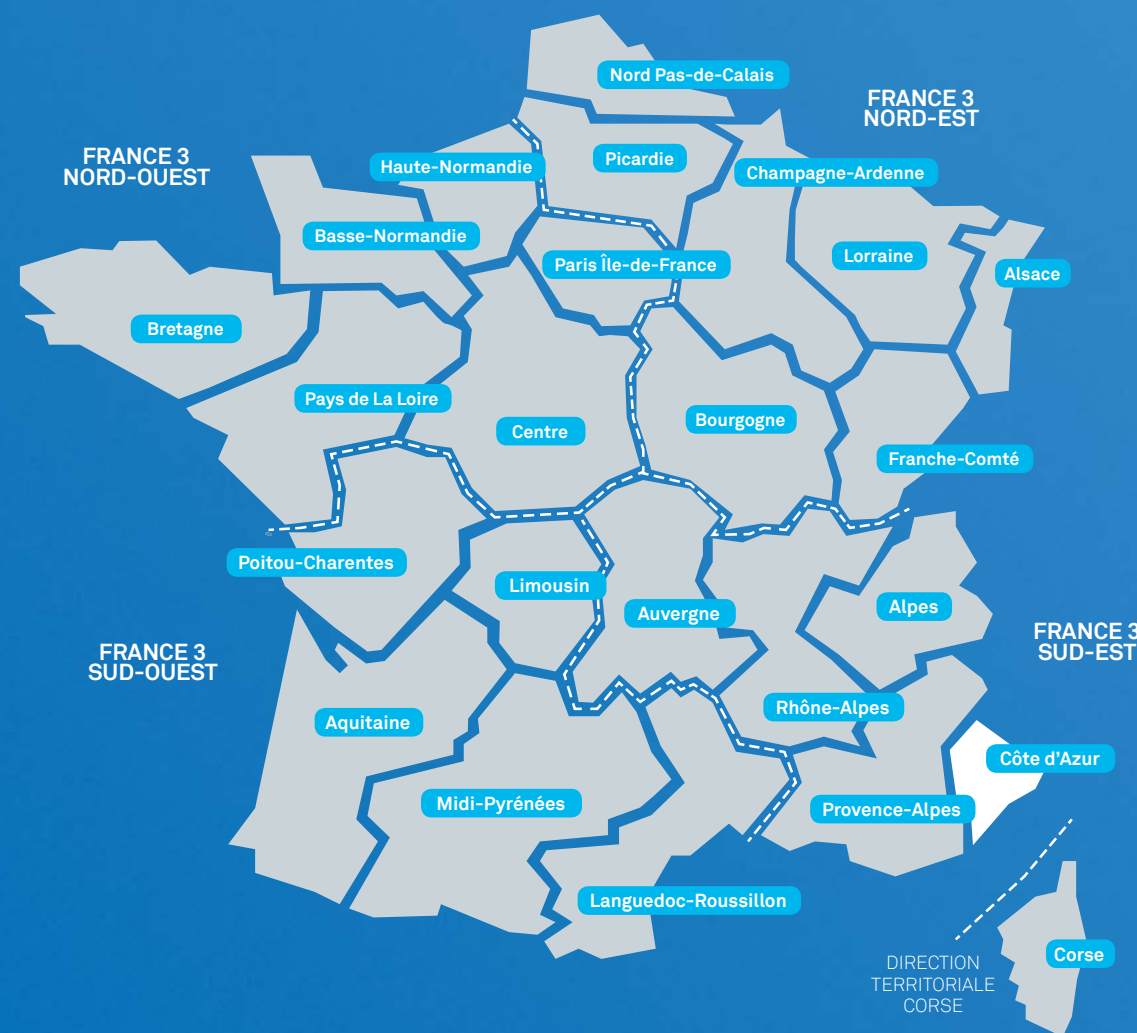 Nord Pas-de-Calais
FRANCE 3
NORD-EST
FRANCE 3
NORD-OUEST
Haute-Normandie
Picardie
Champagne-Ardenne
Basse-Normandie
Paris Île-de-France
Lorraine
Alsace
Bretagne
Pays de La Loire
Centre
Bourgogne
Franche-Comté
Poitou-Charentes
Limousin
Auvergne
Alpes
FRANCE 3
SUD-OUEST
FRANCE 3
SUD-EST
Aquitaine
Rhône-Alpes
Côte d'Azur
Midi-Pyrénées
Provence-Alpes
Languedoc-Roussillon
Corse
DIRECTION
TERRITORIALE
CORSE